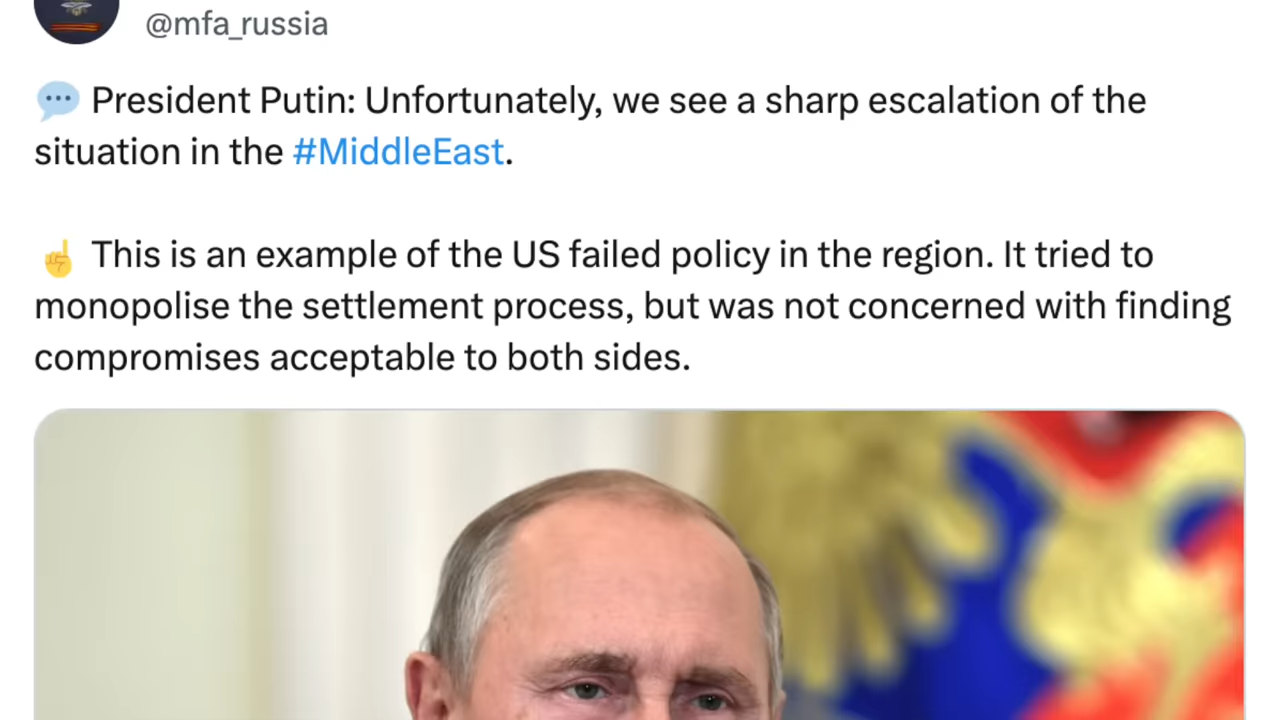 @mfa_russia
💬 President Putin: Unfortunately, we see a sharp escalation of the
situation in the #MiddleEast.
☝️ This is an example of the US failed policy in the region. It tried to
monopolise the settlement process, but was not concerned with finding
compromises acceptable to both sides.